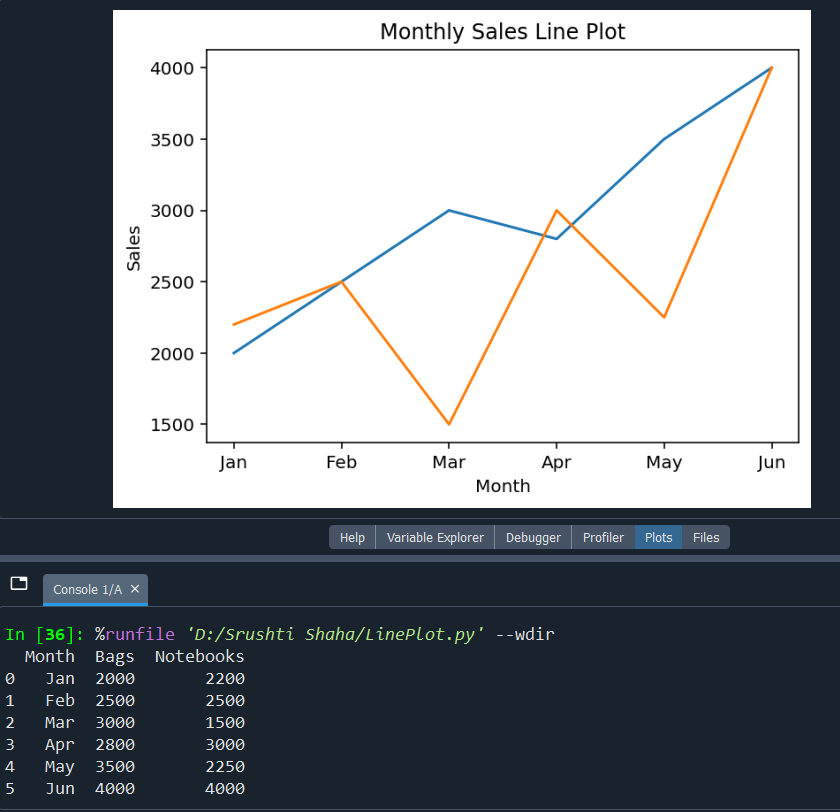 Monthly Sales Line Plot
4000
3500
3000
2500
2000
1500
Sales
Jan Feb Mar Apr May Jun
Month
Help Variable Explorer Debugger Profiler Plots Files
Console 1/A ×
In [36]: %runfile 'D:/Srushti Shaha/LinePlot.py' --wdir
  Month  Bags  Notebooks
0   Jan  2000       2200
1   Feb  2500       2500
2   Mar  3000       1500
3   Apr  2800       3000
4   May  3500       2250
5   Jun  4000       4000